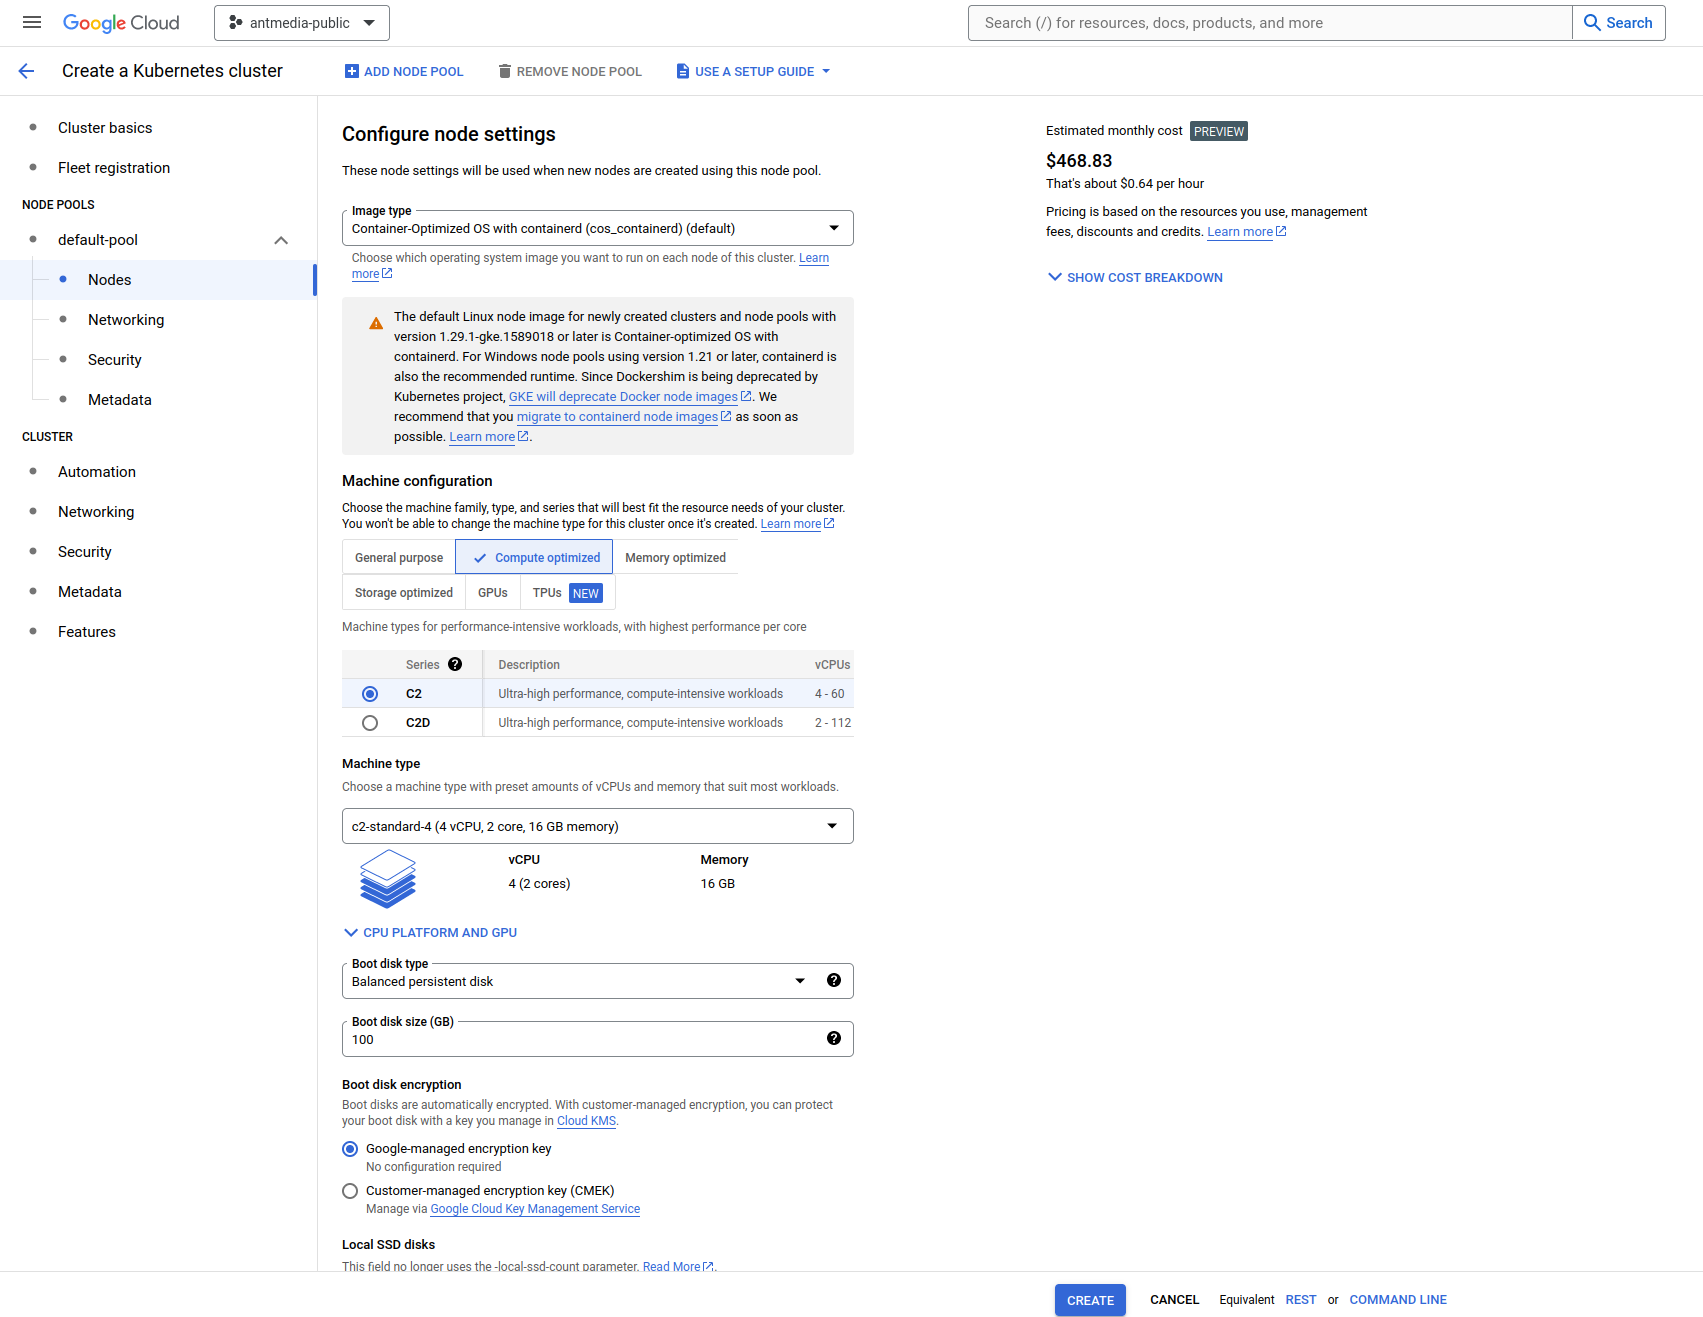 Google Cloud
antmedia-public
Search (/) for resources, docs, products, and more
Search
Create a Kubernetes cluster
ADD NODE POOL
REMOVE NODE POOL
USE A SETUP GUIDE
Cluster basics
Fleet registration
NODE POOLS
default-pool
Nodes
Networking
Security
Metadata
CLUSTER
Automation
Networking
Security
Metadata
Features
Configure node settings
These node settings will be used when new nodes are created using this node pool.
Image type
Container-Optimized OS with containerd (cos_containerd) (default)
Choose which operating system image you want to run on each node of this cluster. Learn
more
The default Linux node image for newly created clusters and node pools with
version 1.29.1-gke.1589018 or later is Container-optimized OS with
containerd. For Windows node pools using version 1.21 or later, containerd is
also the recommended runtime. Since Dockershim is being deprecated by
Kubernetes project, GKE will deprecate Docker node images. We
recommend that you migrate to containerd node images as soon as
possible. Learn more.
Machine configuration
Choose the machine family, type, and series that will best fit the resource needs of your cluster.
You won't be able to change the machine type for this cluster once it's created. Learn more
General purpose
Compute optimized
Memory optimized
Storage optimized
GPUs
TPUs NEW
Machine types for performance-intensive workloads, with highest performance per core
Series ? Description vCPUs
C2 Ultra-high performance, compute-intensive workloads 4 - 60
C2D Ultra-high performance, compute-intensive workloads 2 - 112
Machine type
Choose a machine type with preset amounts of vCPUs and memory that suit most workloads.
c2-standard-4 (4 vCPU, 2 core, 16 GB memory)
vCPU Memory
4 (2 cores) 16 GB
CPU PLATFORM AND GPU
Boot disk type
Balanced persistent disk ?
Boot disk size (GB)
100 ?
Boot disk encryption
Boot disks are automatically encrypted. With customer-managed encryption, you can protect
your boot disk with a key you manage in Cloud KMS.
Google-managed encryption key
No configuration required
Customer-managed encryption key (CMEK)
Manage via Google Cloud Key Management Service
Local SSD disks
This field no longer uses the -local-ssd-count parameter. Read More.
Estimated monthly cost PREVIEW
$468.83
That's about $0.64 per hour
Pricing is based on the resources you use, management
fees, discounts and credits. Learn more
SHOW COST BREAKDOWN
CREATE
CANCEL
Equivalent REST or COMMAND LINE